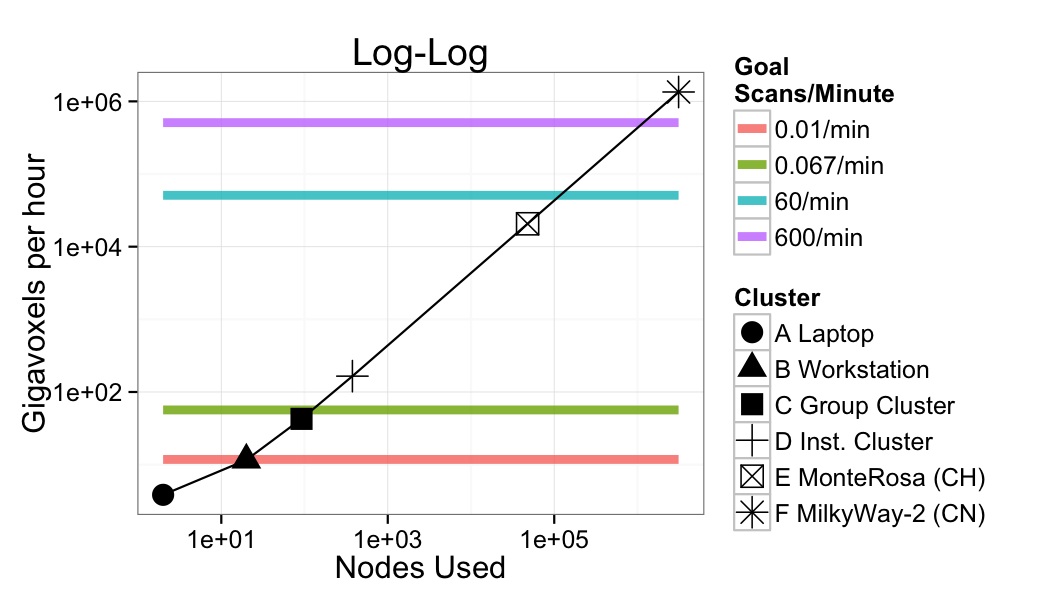 Log-Log
Gigavoxels per hour
1e+06
1e+04
1e+02
1e+01
1e+03
1e+05
Nodes Used
Goal
Scans/Minute
0.01/min
0.067/min
60/min
600/min
Cluster
A Laptop
B Workstation
C Group Cluster
D Inst. Cluster
E MonteRosa (CH)
F MilkyWay-2 (CN)